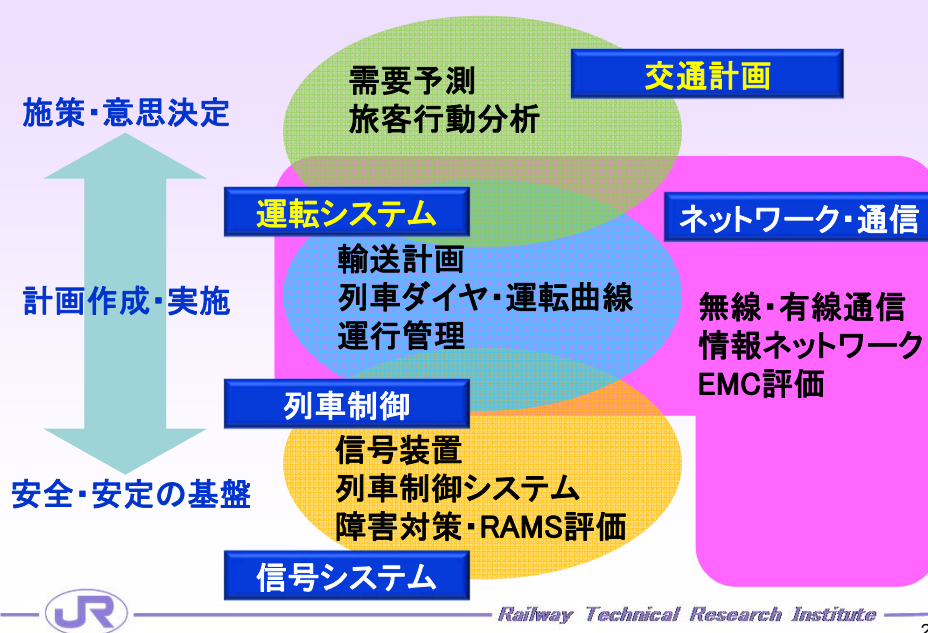 交通計画
需要予測
旅客行動分析
施策・意思決定
運転システム
ネットワーク・通信
輸送計画
列車ダイヤ・運転曲線
運行管理
計画作成・実施
無線・有線通信
情報ネットワーク
EMC評価
列車制御
信号装置
列車制御システム
障害対策・RAMS評価
安全・安定の基盤
信号システム
JR
Railway Technical Research Institute
2